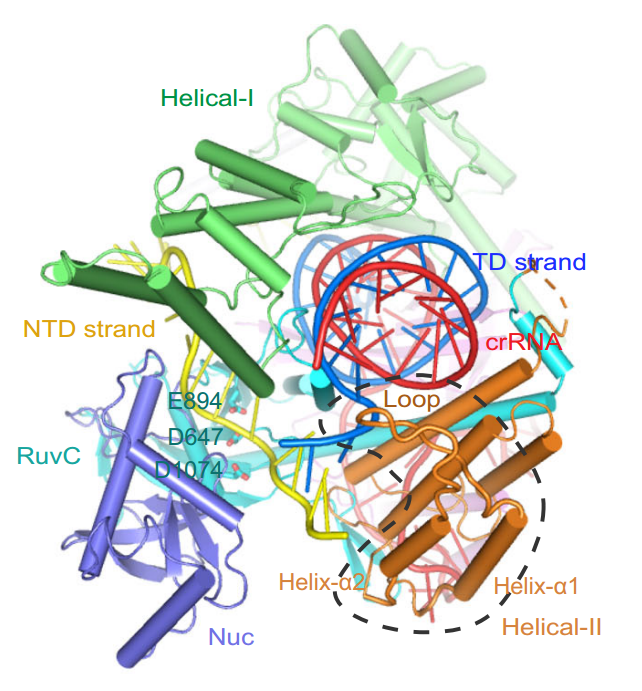 Helical-I
TD strand
NTD strand
crRNA
Loop
E894
D647
RuvC
D1074
Helix-α2
Helix-α1
Helical-II
Nuc